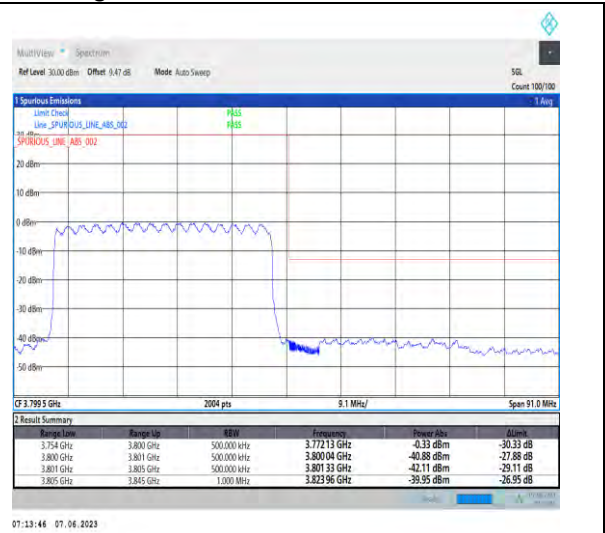 MultiView Spectrum
Ref Level 30.00 dBm Offset 9.47 dB Mode Auto Sweep SGL
Count 100/100
1 Spurious Emissions 1 Avg
Limit Check PASS
Line _SPURIOUS_LINE_ABS_002 PASS
_SPURIOUS_LINE_ABS_002
20 dBm
10 dBm
0 dBm
-10 dBm
-20 dBm
-30 dBm
-40 dBm
-50 dBm
CF 3.7995 GHz 2004 pts 9.1 MHz/ Span 91.0 MHz
2 Result Summary
Range Low Range Up RBW Frequency Power Abs ΔLimit
3.754 GHz 3.800 GHz 500.000 kHz 3.77213 GHz -0.33 dBm -30.33 dB
3.800 GHz 3.801 GHz 500.000 kHz 3.80004 GHz -40.88 dBm -27.88 dB
3.801 GHz 3.805 GHz 500.000 kHz 3.80133 GHz -42.11 dBm -29.11 dB
3.805 GHz 3.845 GHz 1.000 MHz 3.82396 GHz -39.95 dBm -26.95 dB
07:13:46 07.06.2023